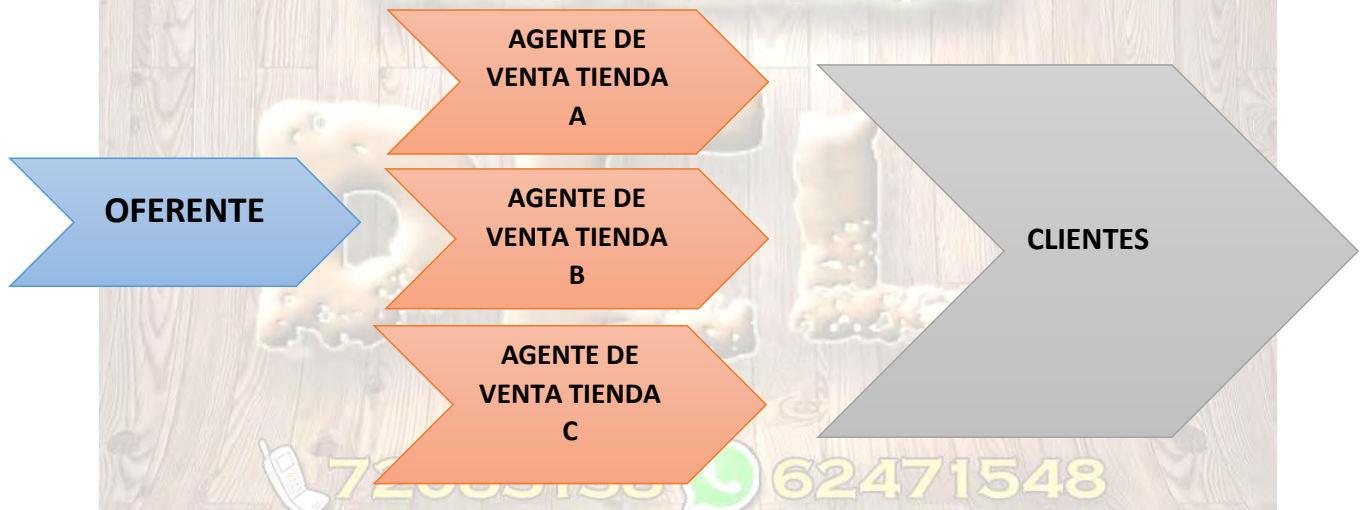 AGENTE DE
VENTA TIENDA
A
OFERENTE
AGENTE DE
VENTA TIENDA
B
CLIENTES
AGENTE DE
VENTA TIENDA
C
62471548